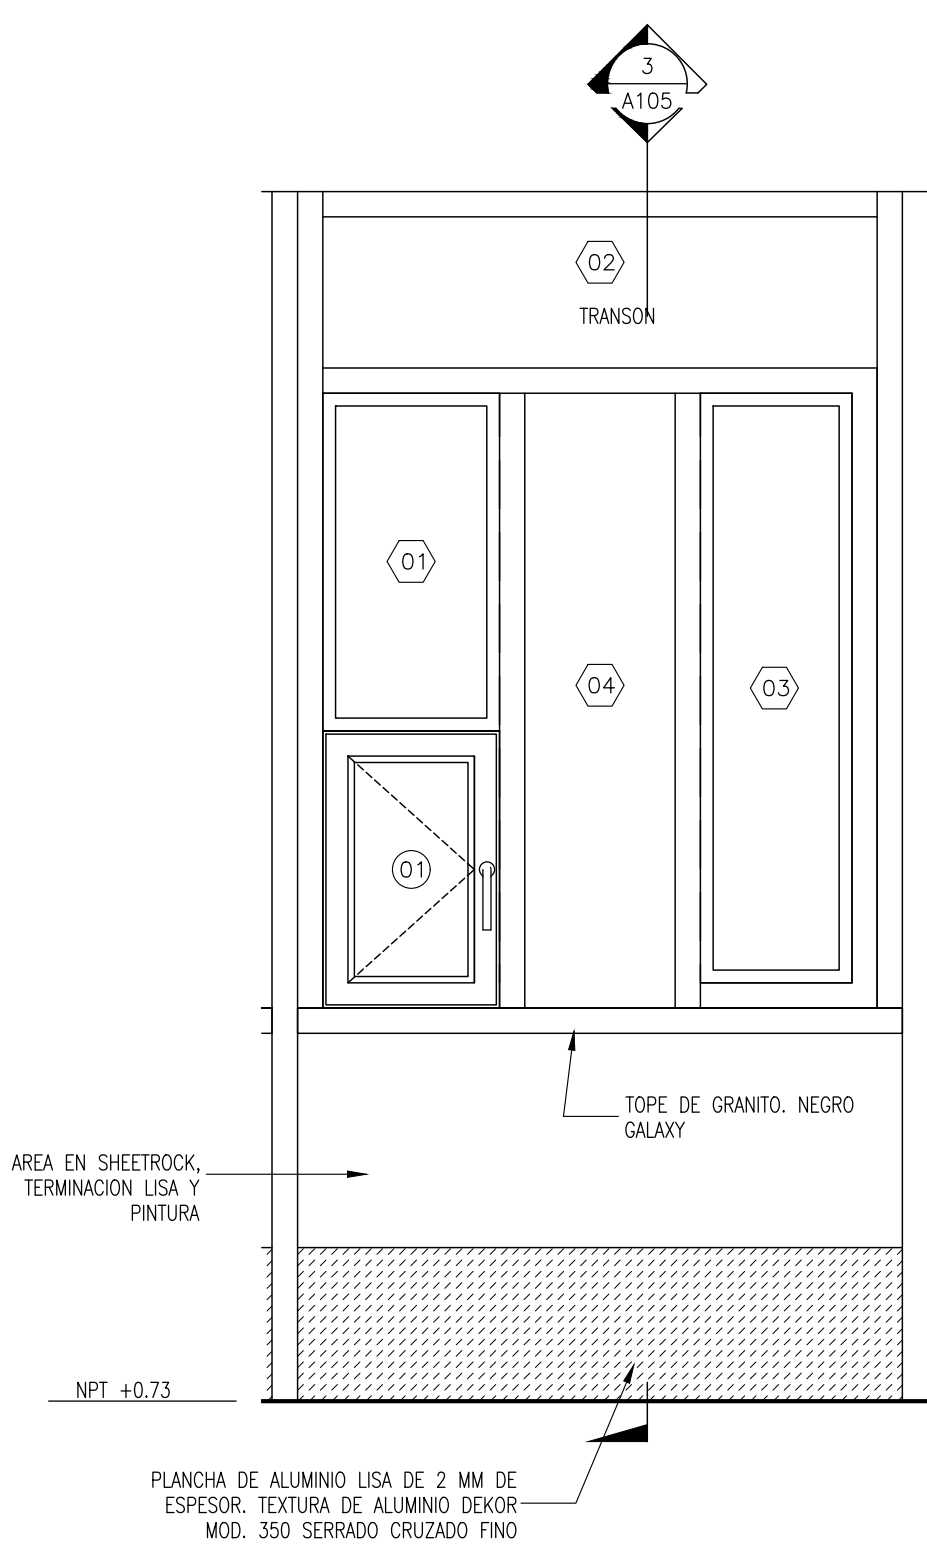 3
A105
02
TRANSON
01
04
03
01
TOPE DE GRANITO. NEGRO
GALAXY
AREA EN SHEETROCK,
TERMINACION LISA Y
PINTURA
NPT +0.73
PLANCHA DE ALUMINIO LISA DE 2 MM DE
ESPESOR. TEXTURA DE ALUMINIO DEKOR
MOD. 350 SERRADO CRUZADO FINO